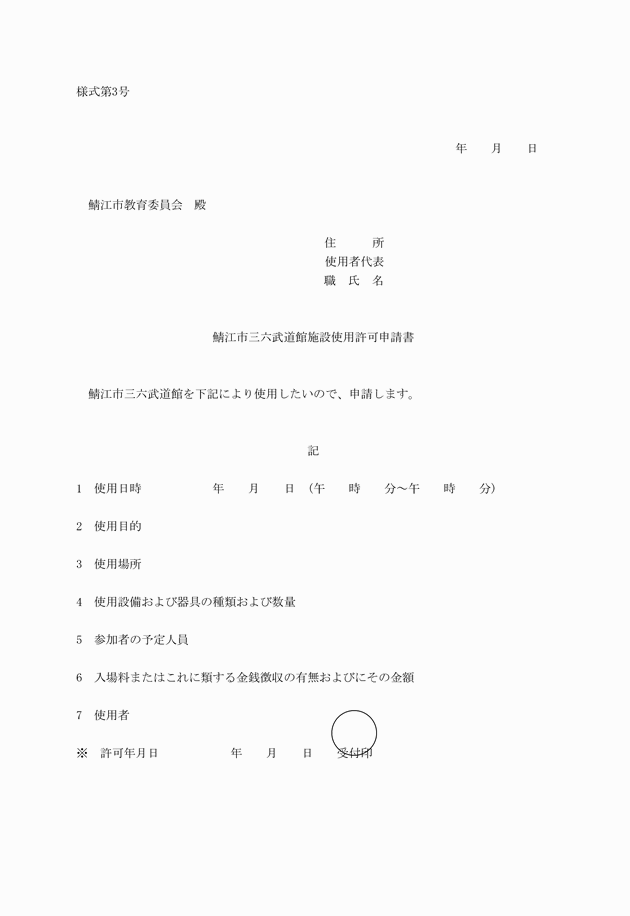 様式第3号
年　　月　　日
鯖江市教育委員会　殿
住　　　所
使用者代表
職　氏　名
鯖江市三六武道館施設使用許可申請書
鯖江市三六武道館を下記により使用したいので、申請します。
記
1　使用日時　　　　　　年　　月　　日　(午　　時　　分～午　　時　　分)
2　使用目的
3　使用場所
4　使用設備および器具の種類および数量
5　参加者の予定人員
6　入場料またはこれに類する金銭徴収の有無およびにその金額
7　使用者
※　許可年月日　　　　　　年　　月　　日　　受付印